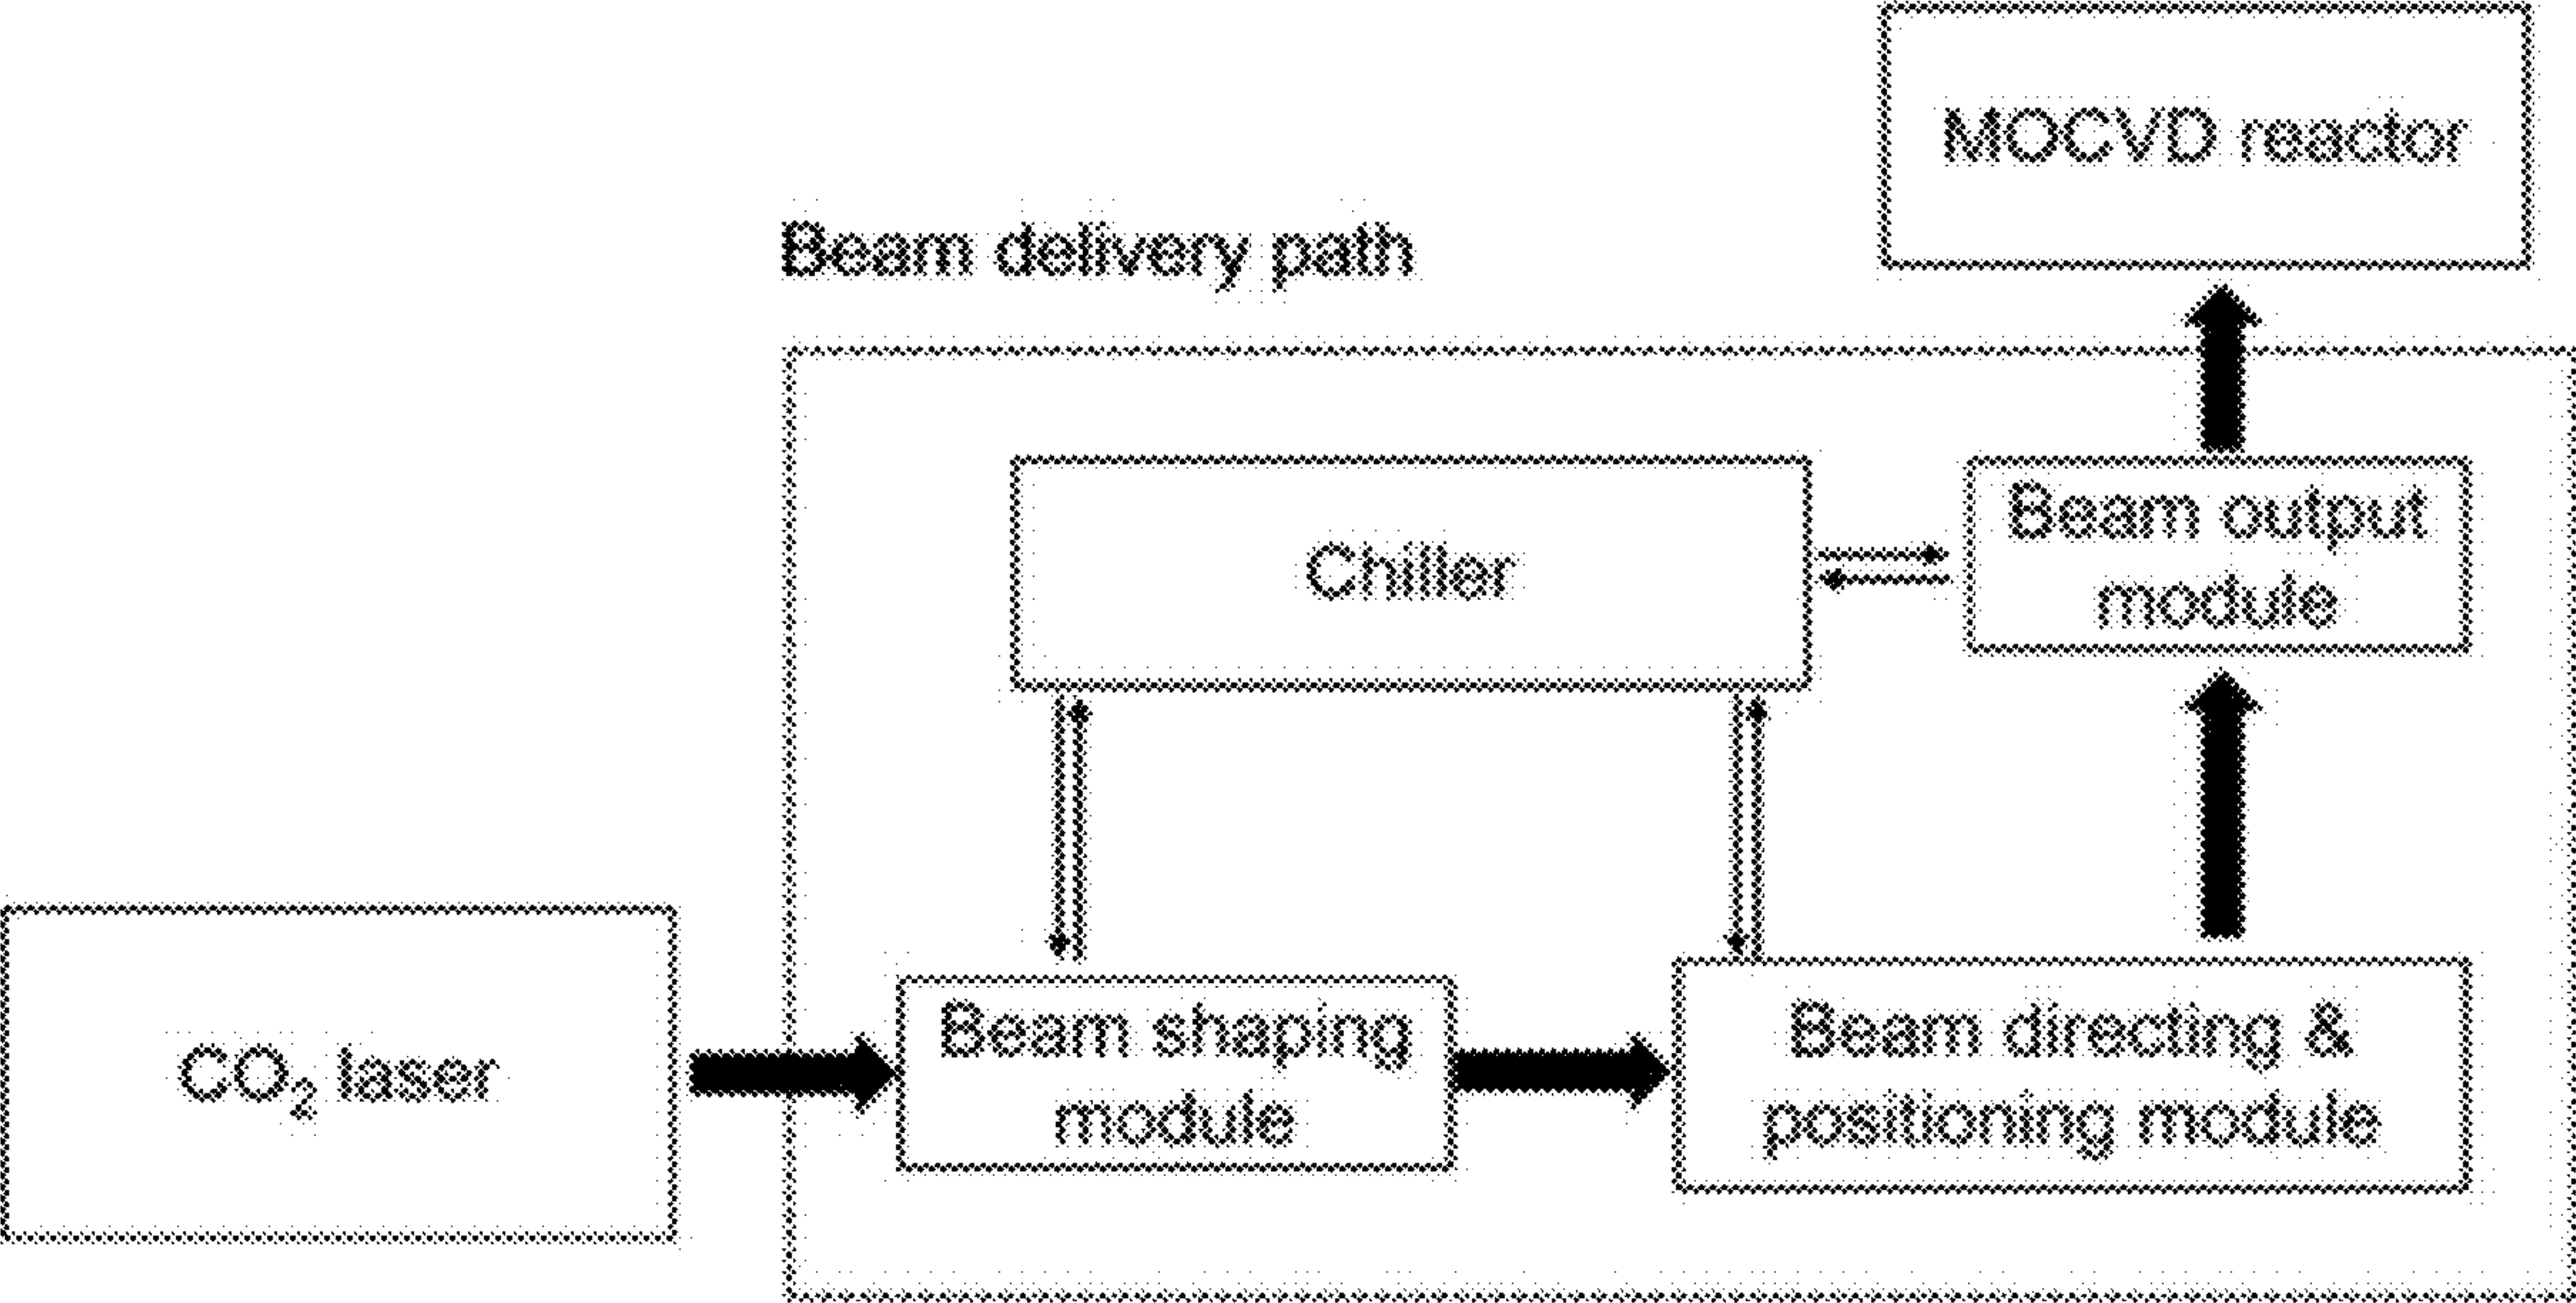 MOCVD reactor
Beam delivery path
Chiller
Beam output
module
CO₂ laser
Beam shaping
module
Beam directing &
positioning module